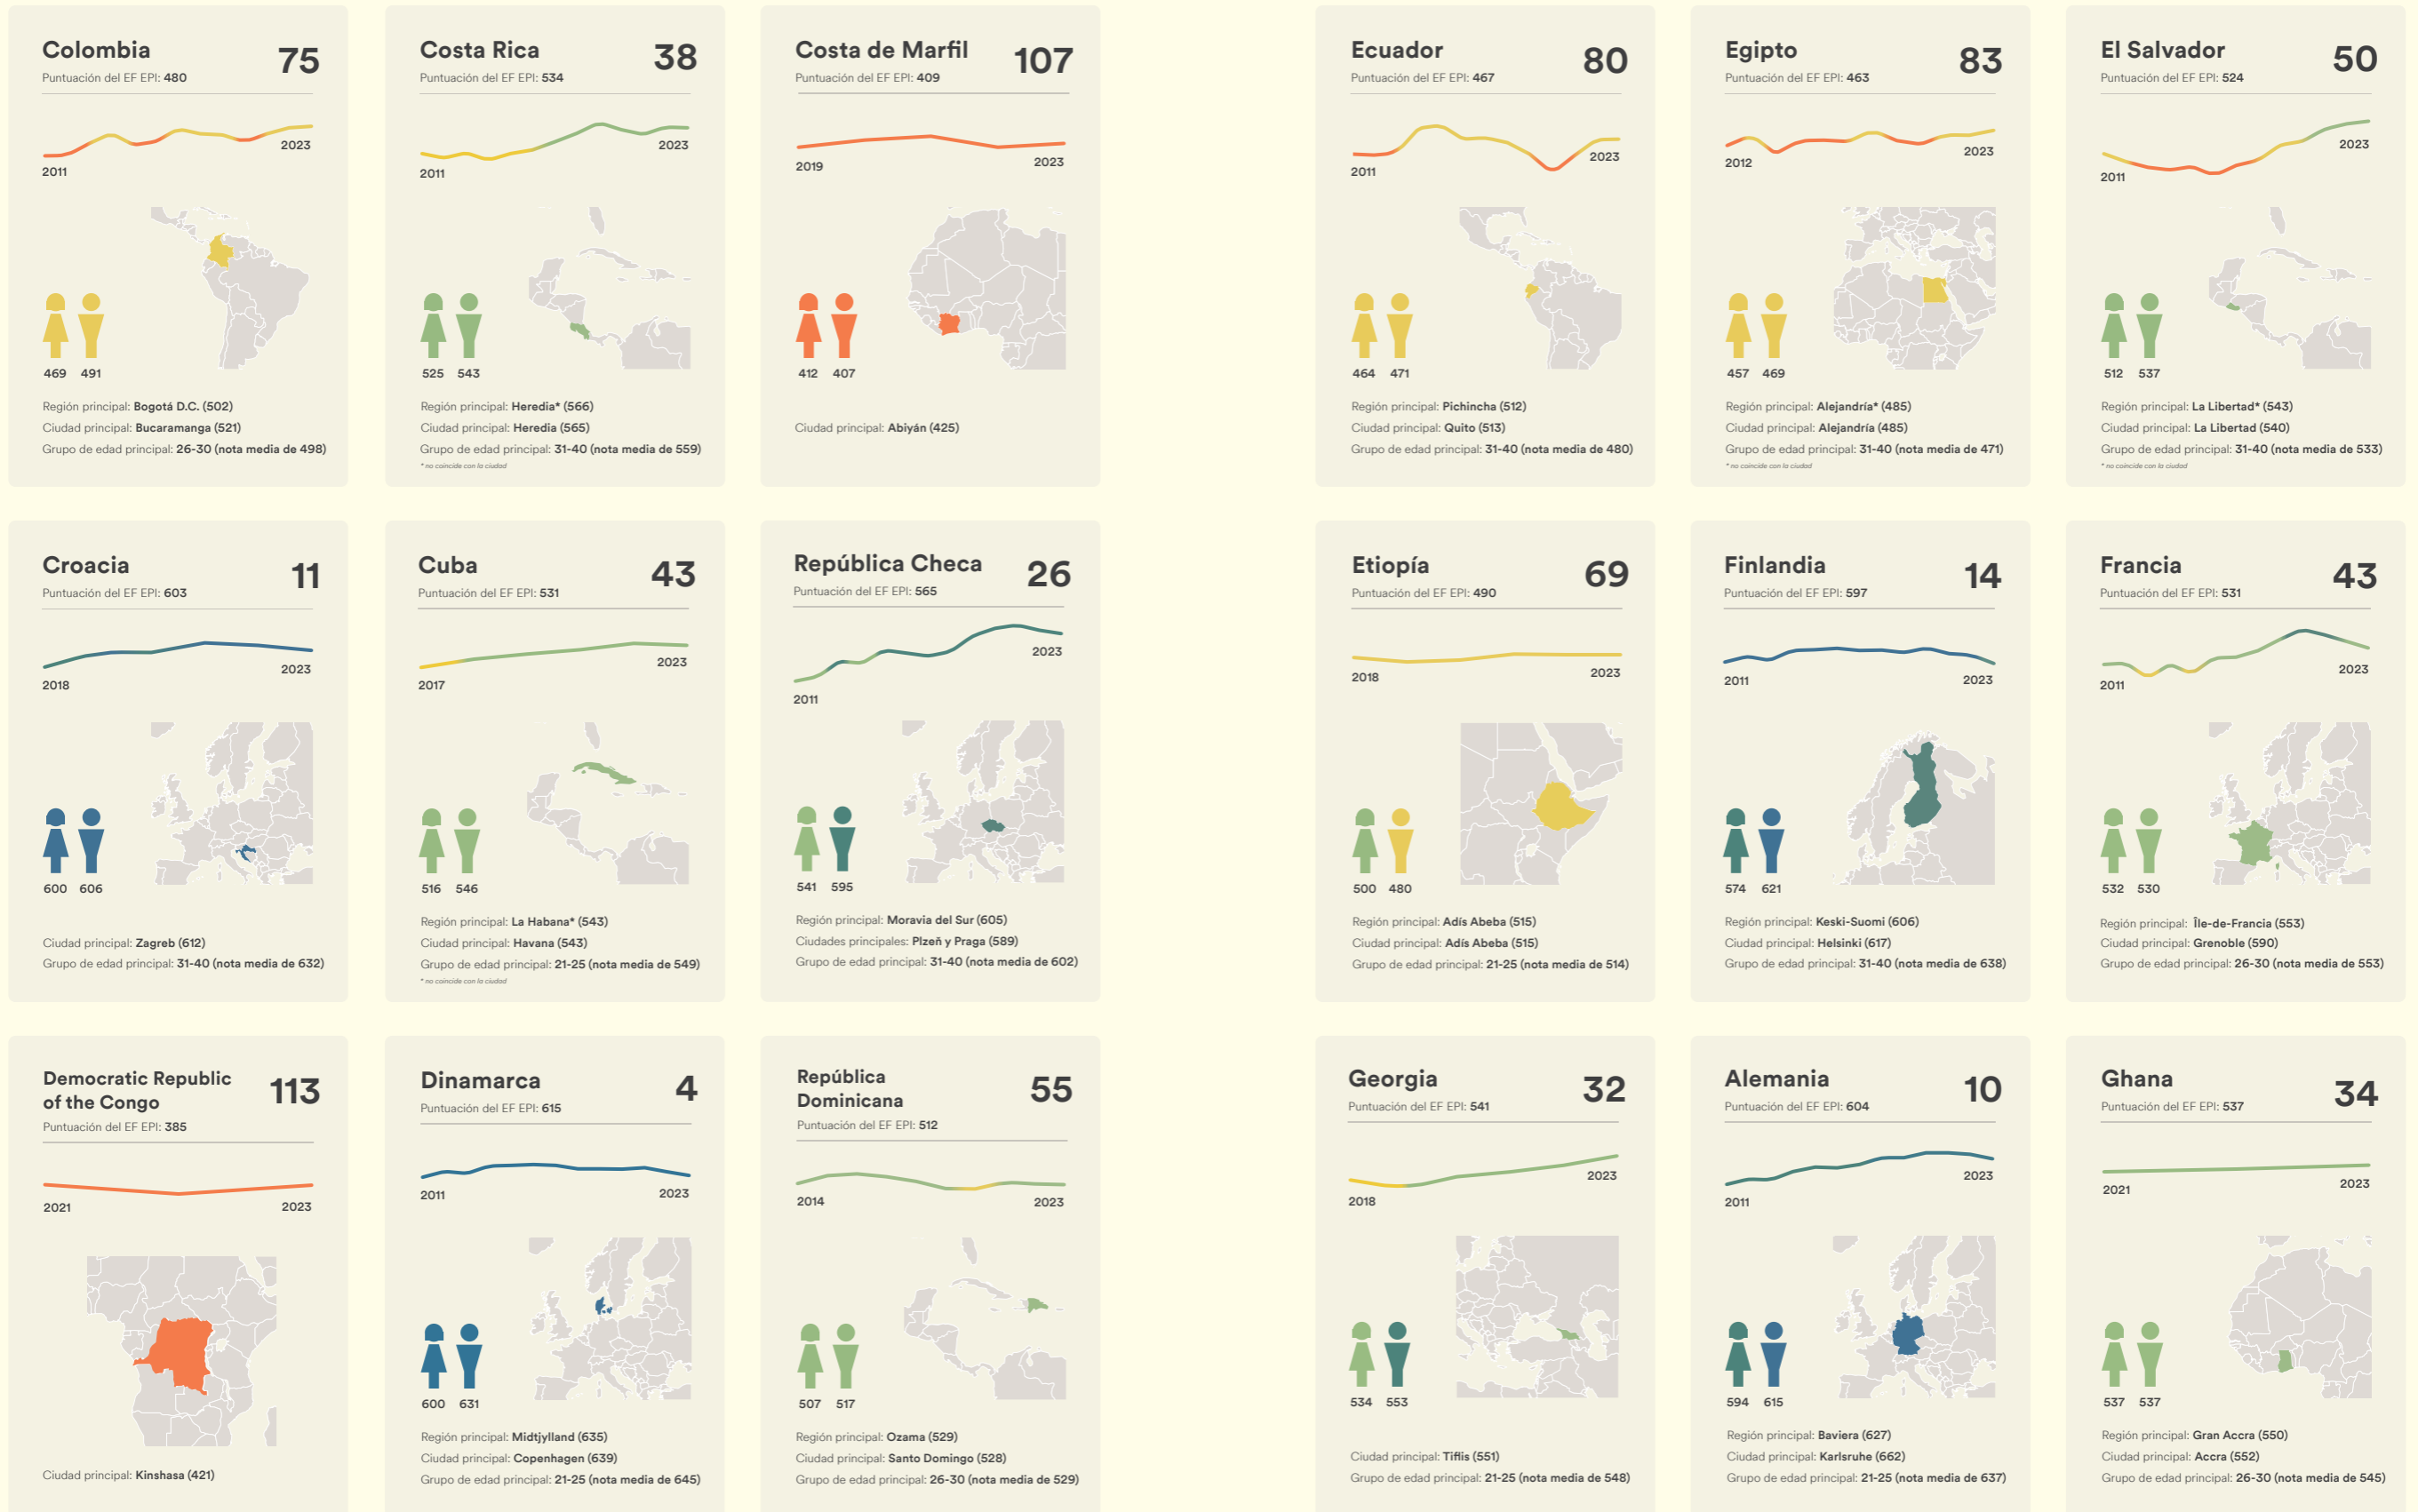 Colombia
75
Puntuación del EF EPI: 480
2011
2023
469 491
Región principal: Bogotá D.C. (502)
Ciudad principal: Bucaramanga (521)
Grupo de edad principal: 26-30 (nota media de 498)
Costa Rica
38
Puntuación del EF EPI: 534
2011
2023
525 543
Región principal: Heredia* (566)
Ciudad principal: Heredia (565)
Grupo de edad principal: 31-40 (nota media de 559)
* no coincide con la ciudad
Costa de Marfil
107
Puntuación del EF EPI: 409
2019
2023
412 407
Ciudad principal: Abiyán (425)
Ecuador
80
Puntuación del EF EPI: 467
2011
2023
464 471
Región principal: Pichincha (512)
Ciudad principal: Quito (513)
Grupo de edad principal: 31-40 (nota media de 480)
Egipto
83
Puntuación del EF EPI: 463
2012
2023
457 469
Región principal: Alejandría* (485)
Ciudad principal: Alejandría (485)
Grupo de edad principal: 31-40 (nota media de 471)
* no coincide con la ciudad
El Salvador
50
Puntuación del EF EPI: 524
2011
2023
512 537
Región principal: La Libertad* (543)
Ciudad principal: La Libertad (540)
Grupo de edad principal: 31-40 (nota media de 533)
* no coincide con la ciudad
Croacia
11
Puntuación del EF EPI: 603
2018
2023
600 606
Ciudad principal: Zagreb (612)
Grupo de edad principal: 31-40 (nota media de 632)
Cuba
43
Puntuación del EF EPI: 531
2017
2023
516 546
Región principal: La Habana* (543)
Ciudad principal: Havana (543)
Grupo de edad principal: 21-25 (nota media de 549)
* no coincide con la ciudad
República Checa
26
Puntuación del EF EPI: 565
2011
2023
541 595
Región principal: Moravia del Sur (605)
Ciudades principales: Plzeň y Praga (589)
Grupo de edad principal: 31-40 (nota media de 602)
Etiopía
69
Puntuación del EF EPI: 490
2018
2023
500 480
Región principal: Adís Abeba (515)
Ciudad principal: Adís Abeba (515)
Grupo de edad principal: 21-25 (nota media de 514)
Finlandia
14
Puntuación del EF EPI: 597
2011
2023
574 621
Región principal: Keski-Suomi (606)
Ciudad principal: Helsinki (617)
Grupo de edad principal: 31-40 (nota media de 638)
Francia
43
Puntuación del EF EPI: 531
2011
2023
532 530
Región principal: Île-de-Francia (553)
Ciudad principal: Grenoble (590)
Grupo de edad principal: 26-30 (nota media de 553)
Democratic Republic
of the Congo
113
Puntuación del EF EPI: 385
2021
2023
Ciudad principal: Kinshasa (421)
Dinamarca
4
Puntuación del EF EPI: 615
2011
2023
600 631
Región principal: Midtjylland (635)
Ciudad principal: Copenhagen (639)
Grupo de edad principal: 21-25 (nota media de 645)
República
Dominicana
55
Puntuación del EF EPI: 512
2014
2023
507 517
Región principal: Ozama (529)
Ciudad principal: Santo Domingo (528)
Grupo de edad principal: 26-30 (nota media de 529)
Georgia
32
Puntuación del EF EPI: 541
2018
2023
534 553
Ciudad principal: Tiflis (551)
Grupo de edad principal: 21-25 (nota media de 548)
Alemania
10
Puntuación del EF EPI: 604
2011
2023
594 615
Región principal: Baviera (627)
Ciudad principal: Karlsruhe (662)
Grupo de edad principal: 21-25 (nota media de 637)
Ghana
34
Puntuación del EF EPI: 537
2021
2023
537 537
Región principal: Gran Accra (550)
Ciudad principal: Accra (552)
Grupo de edad principal: 26-30 (nota media de 545)